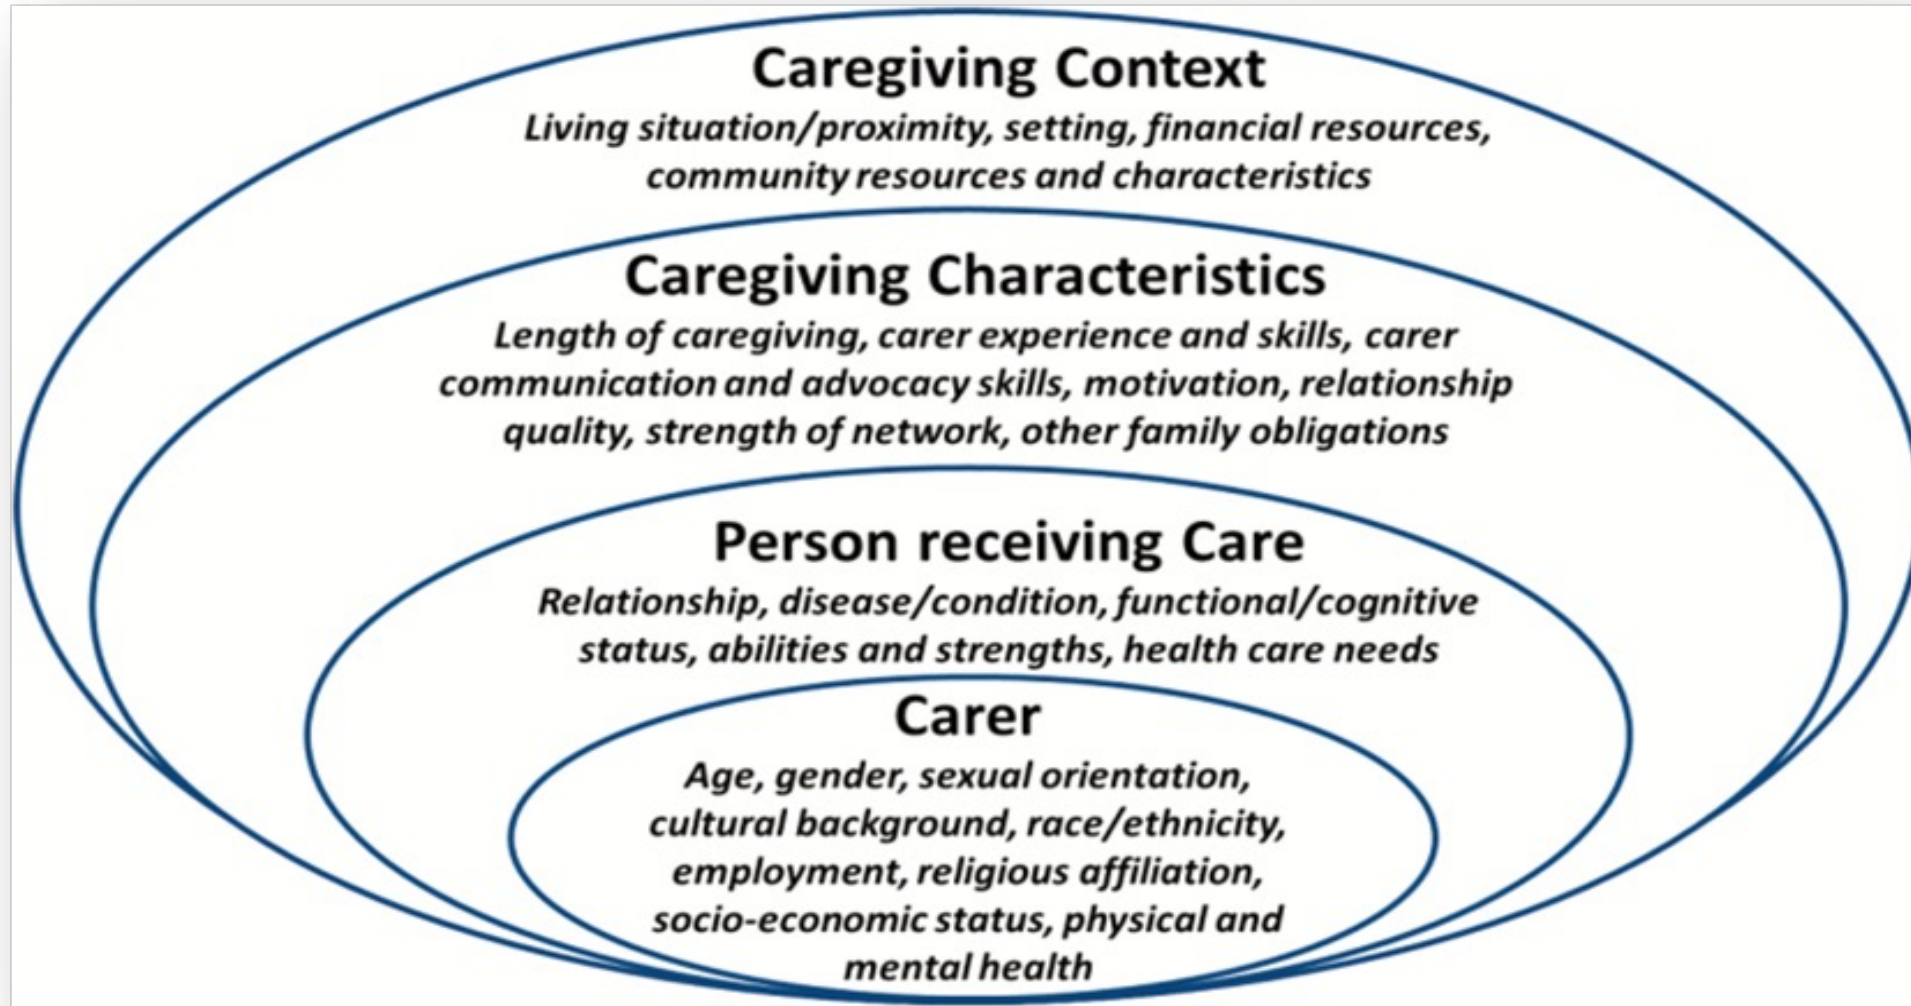 Caregiving Context
Living situation/proximity, setting, financial resources,
community resources and characteristics
Caregiving Characteristics
Length of caregiving, carer experience and skills, carer
communication and advocacy skills, motivation, relationship
quality, strength of network, other family obligations
Person receiving Care
Relationship, disease/condition, functional/cognitive
status, abilities and strengths, health care needs
Carer
Age, gender, sexual orientation,
cultural background, race/ethnicity,
employment, religious affiliation,
socio-economic status, physical and
mental health